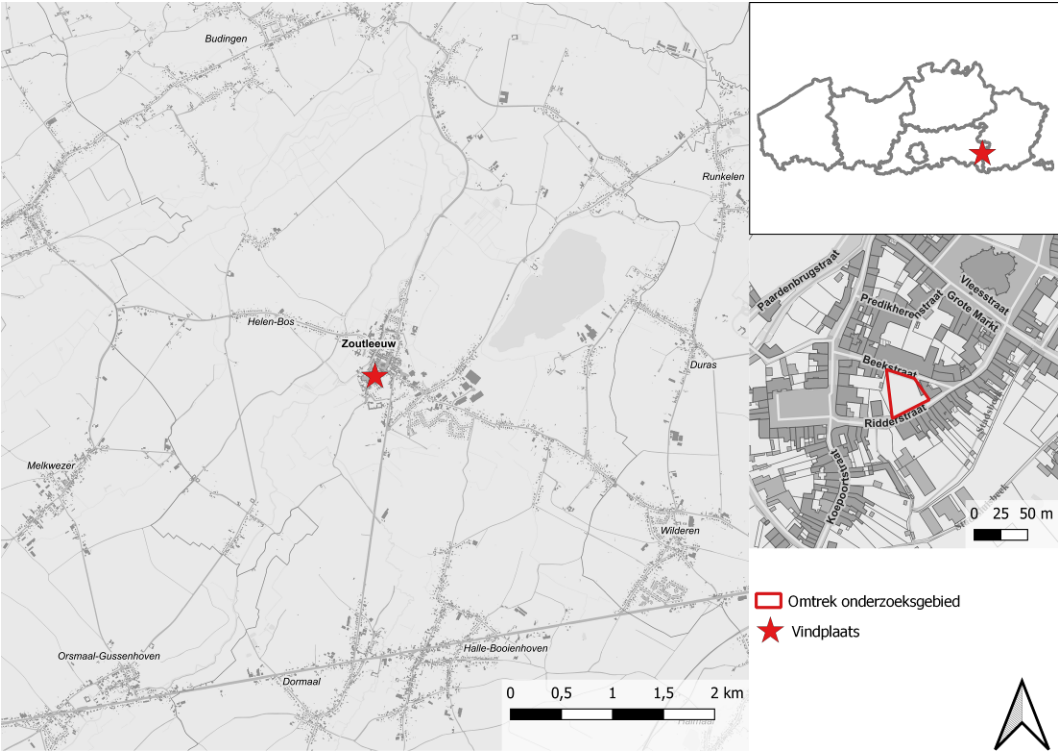 Budingen
Runkelen
Helen-Bos
Zoutleeuw
Duras
Melkwezer
Wilderen
Orsmaal-Gussenhoven
Halle-Booienhoven
Dormaal
0 0,5 1 1,5 2 km
Paardenbrugstraat
Vleesstraat
Predikherenstraat
Grote Markt
Beekstraat
Ridderstraat
Koepoortstraat
0 25 50 m
Omtrek onderzoeksgebied
Vindplaats